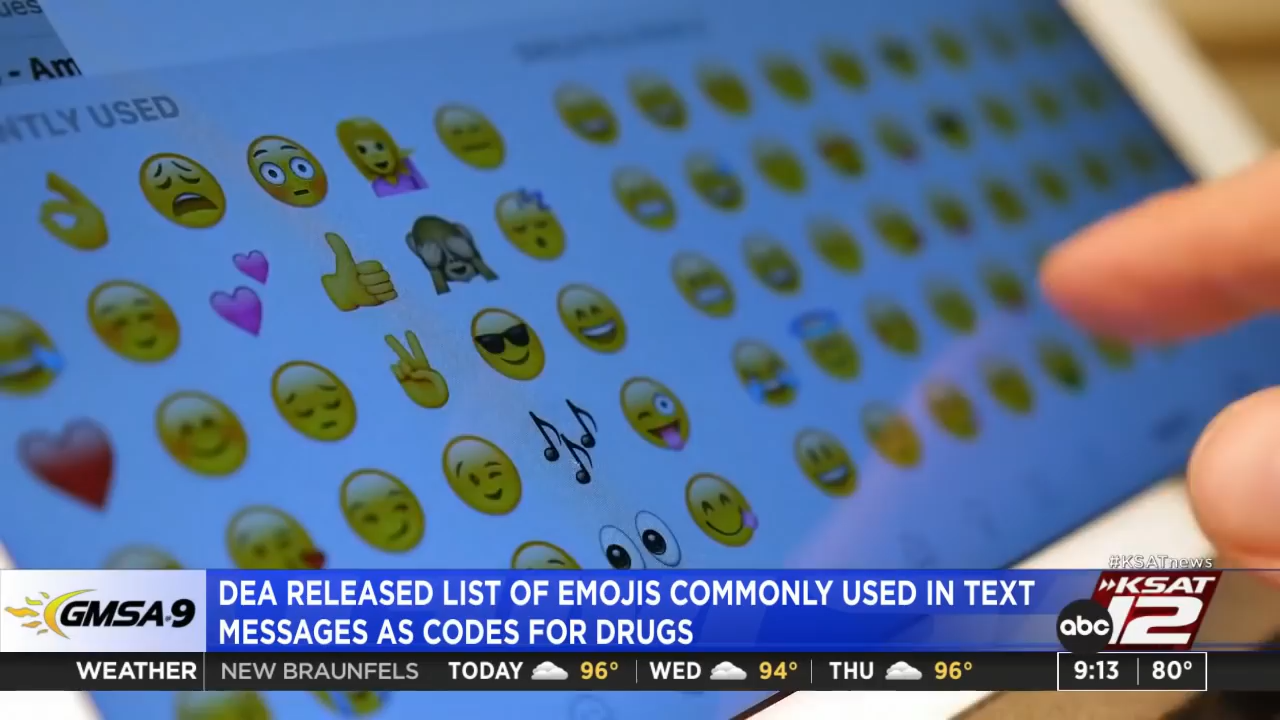 ues
- Am
NTLY USED
#KSATnews
GMSA@9
DEA RELEASED LIST OF EMOJIS COMMONLY USED IN TEXT
MESSAGES AS CODES FOR DRUGS
KSAT
abc 12
WEATHER NEW BRAUNFELS TODAY 96° WED 94° THU 96° 9:13 80°